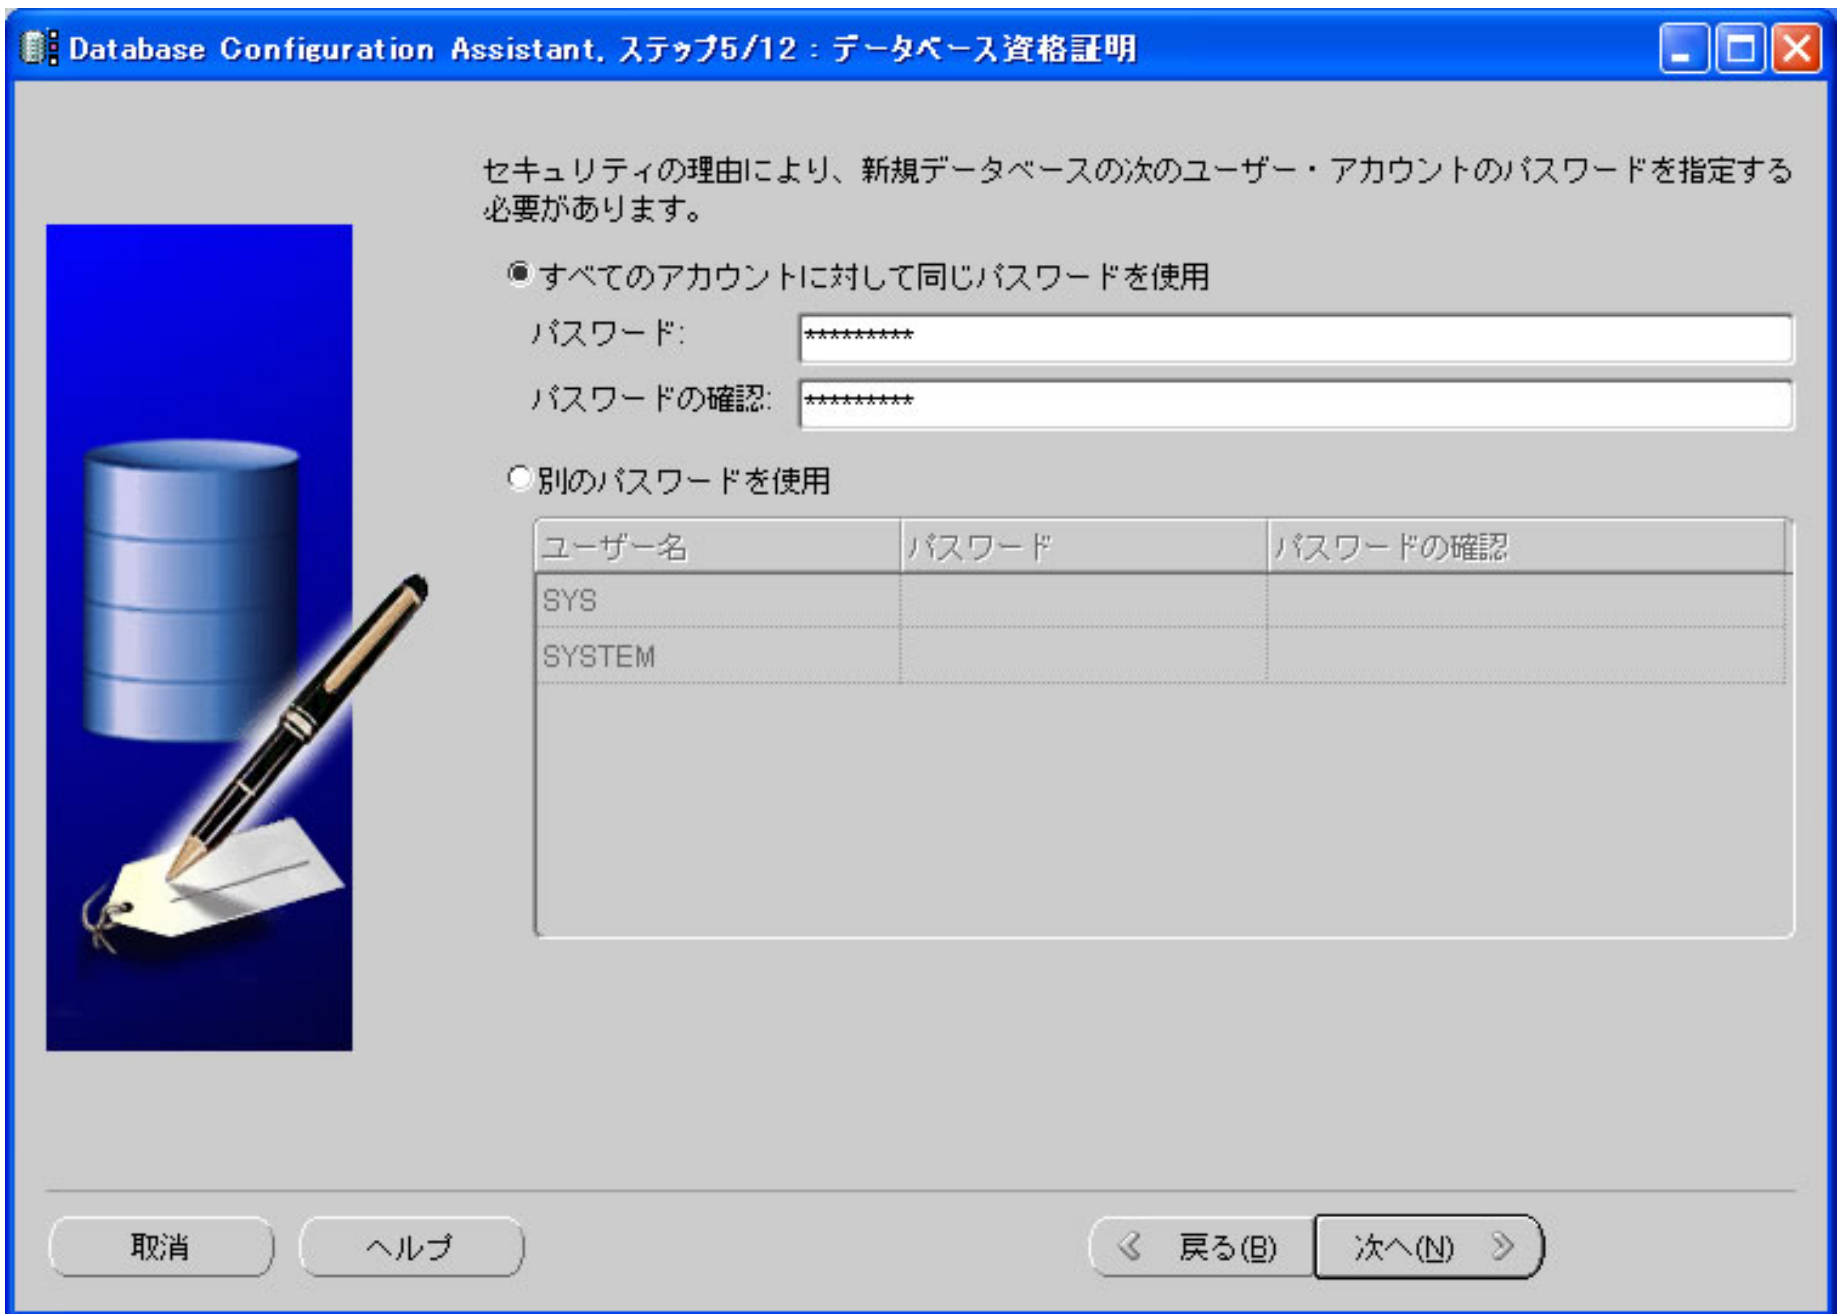 Database Configuration Assistant, ステップ5/12 : データベース資格証明
セキュリティの理由により、新規データベースの次のユーザー・アカウントのパスワードを指定する
必要があります。
すべてのアカウントに対して同じパスワードを使用
パスワード: *********
パスワードの確認: *********
別のパスワードを使用
ユーザー名 パスワード パスワードの確認
SYS
SYSTEM
取消 ヘルプ 戻る(B) 次へ(N)